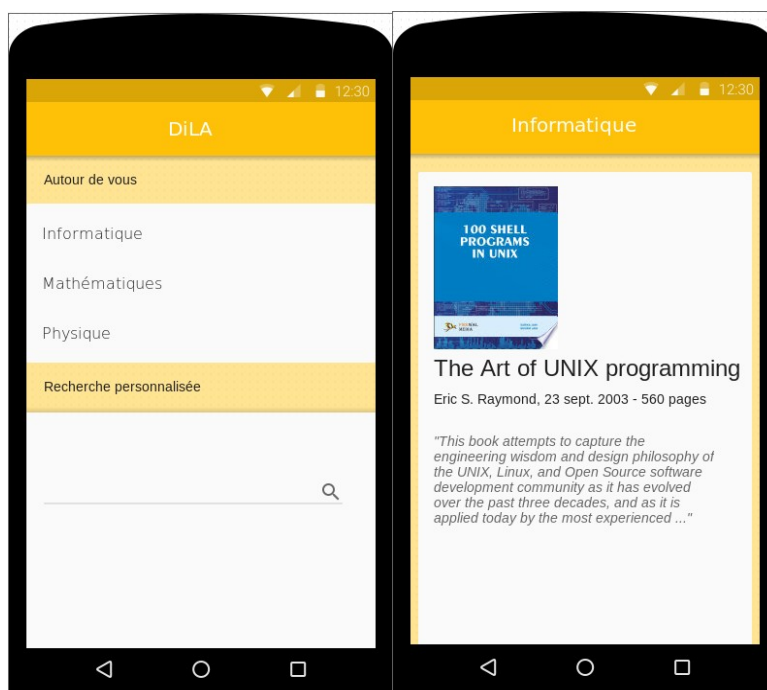 12:30
DiLA
Autour de vous
Informatique
Mathématiques
Physique
Recherche personnalisée
12:30
Informatique
100 SHELL
PROGRAMS
IN UNIX
The Art of UNIX programming
Eric S. Raymond, 23 sept. 2003 - 560 pages
"This book attempts to capture the
engineering wisdom and design philosophy of
the UNIX, Linux, and Open Source software
development community as it has evolved
over the past three decades, and as it is
applied today by the most experienced ..."